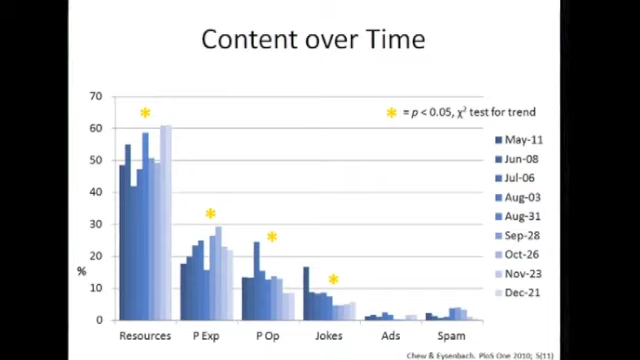 Content over Time
* = p < 0.05, χ² test for trend
70
60
50
40
30
20
10
0
%
May-11
Jun-08
Jul-06
Aug-03
Aug-31
Sep-28
Oct-26
Nov-23
Dec-21
Resources P Exp P Op Jokes Ads Spam
Chew & Eysenbach. PloS One 2010; 5(11)